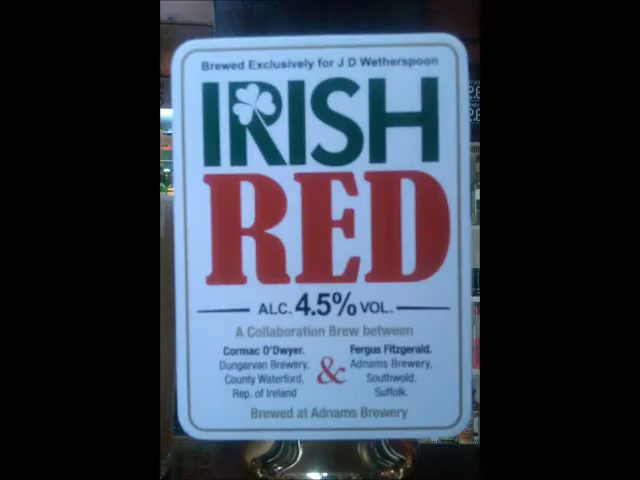 Brewed Exclusively for J D Wetherspoon
IRISH
RED
ALC. 4.5% VOL.
A Collaboration Brew between
Cormac O'Dwyer.
Dungarvan Brewery,
County Waterford,
Rep. of Ireland
&
Fergus Fitzgerald.
Adnams Brewery,
Southwold,
Suffolk.
Brewed at Adnams Brewery